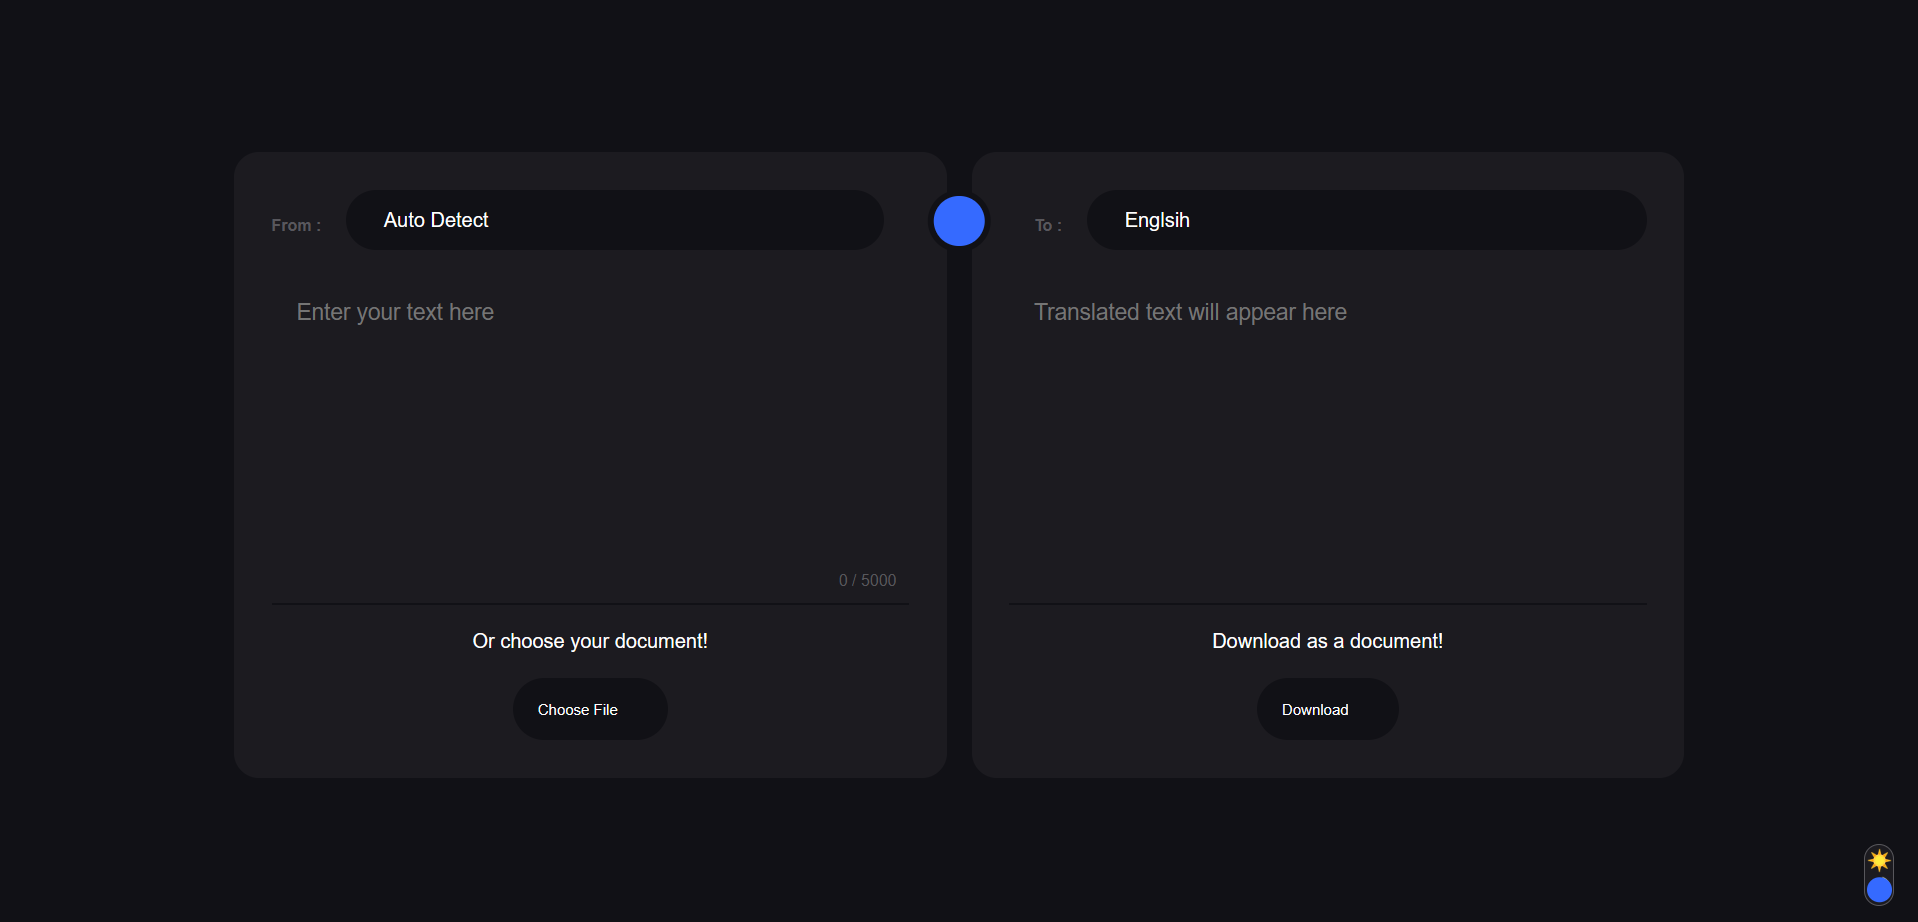 From :
Auto Detect
To :
Englsih
Enter your text here
Translated text will appear here
0 / 5000
Or choose your document!
Download as a document!
Choose File
Download